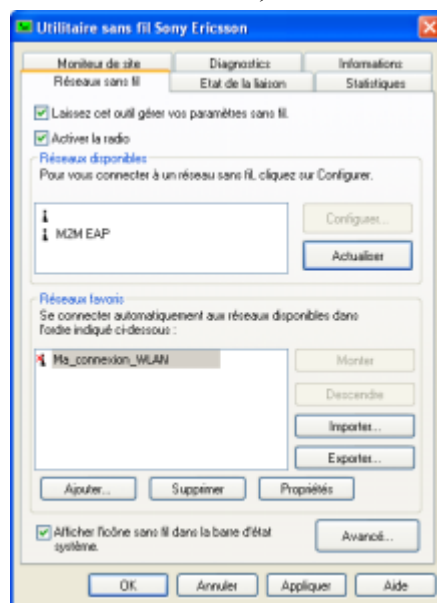 Utilitaire sans fil Sony Ericsson
Moniteur de site Diagnostics Informations
Réseaux sans fil Etat de la liaison Statistiques
Laissez cet outil gérer vos paramètres sans fil.
Activer la radio
Réseaux disponibles
Pour vous connecter à un réseau sans fil, cliquez sur Configurer.
M2M EAP
Configurer...
Actualiser
Réseaux favoris
Se connecter automatiquement aux réseaux disponibles dans
l'ordre indiqué ci-dessous :
Ma_connexion_WLAN
Monter
Descendre
Importer...
Exporter...
Ajouter... Supprimer Propriétés
Afficher l'icône sans fil dans la barre d'état
système.
Avancé...
OK Annuler Appliquer Aide